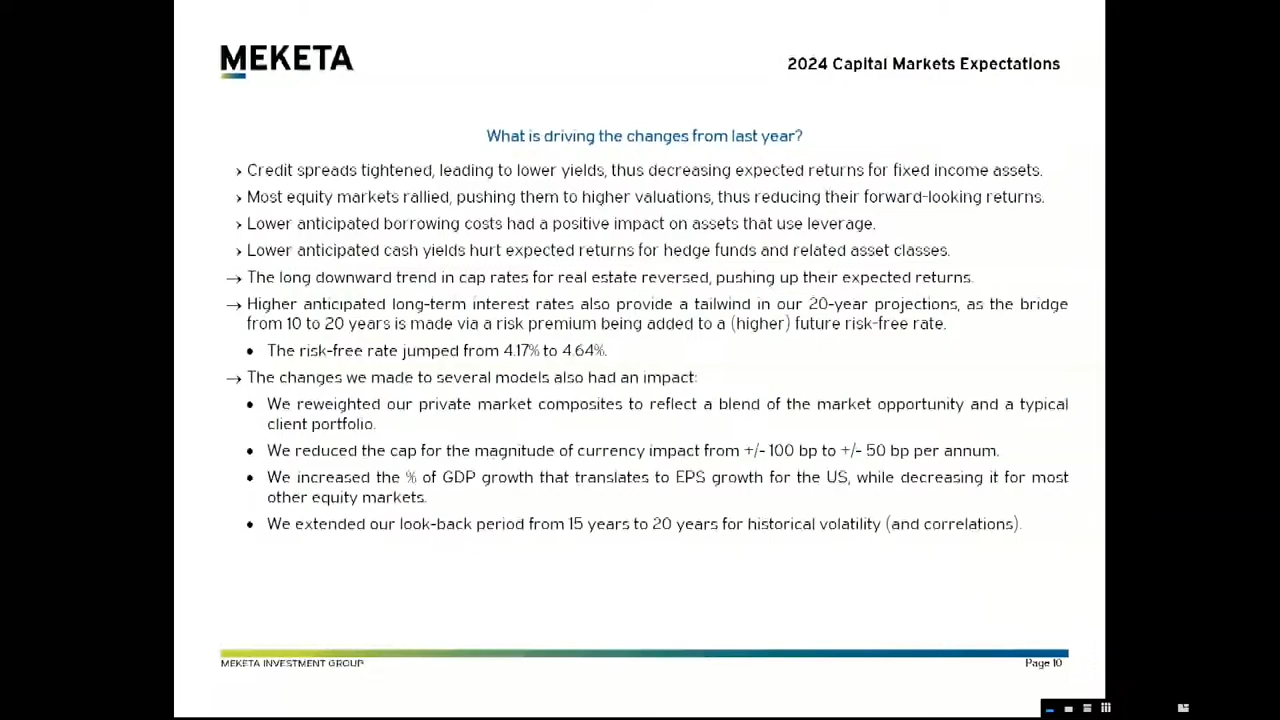 MEKETA
2024 Capital Markets Expectations
What is driving the changes from last year?
› Credit spreads tightened, leading to lower yields, thus decreasing expected returns for fixed income assets.
› Most equity markets rallied, pushing them to higher valuations, thus reducing their forward-looking returns.
› Lower anticipated borrowing costs had a positive impact on assets that use leverage.
› Lower anticipated cash yields hurt expected returns for hedge funds and related asset classes.
→ The long downward trend in cap rates for real estate reversed, pushing up their expected returns.
→ Higher anticipated long-term interest rates also provide a tailwind in our 20-year projections, as the bridge
from 10 to 20 years is made via a risk premium being added to a (higher) future risk-free rate.
• The risk-free rate jumped from 4.17% to 4.64%.
→ The changes we made to several models also had an impact:
• We reweighted our private market composites to reflect a blend of the market opportunity and a typical
client portfolio.
• We reduced the cap for the magnitude of currency impact from +/- 100 bp to +/- 50 bp per annum.
• We increased the % of GDP growth that translates to EPS growth for the US, while decreasing it for most
other equity markets.
• We extended our look-back period from 15 years to 20 years for historical volatility (and correlations).
MEKETA INVESTMENT GROUP
Page 10